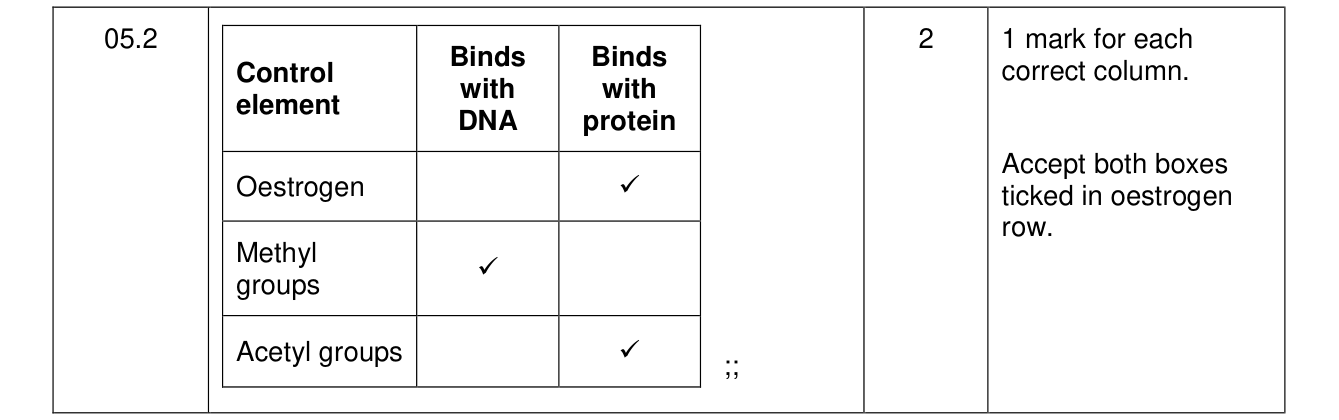 05.2
Control
element
Binds
with
DNA
Binds
with
protein
Oestrogen
✓
Methyl
groups
✓
Acetyl groups
✓
;;
2
1 mark for each
correct column.
Accept both boxes
ticked in oestrogen
row.